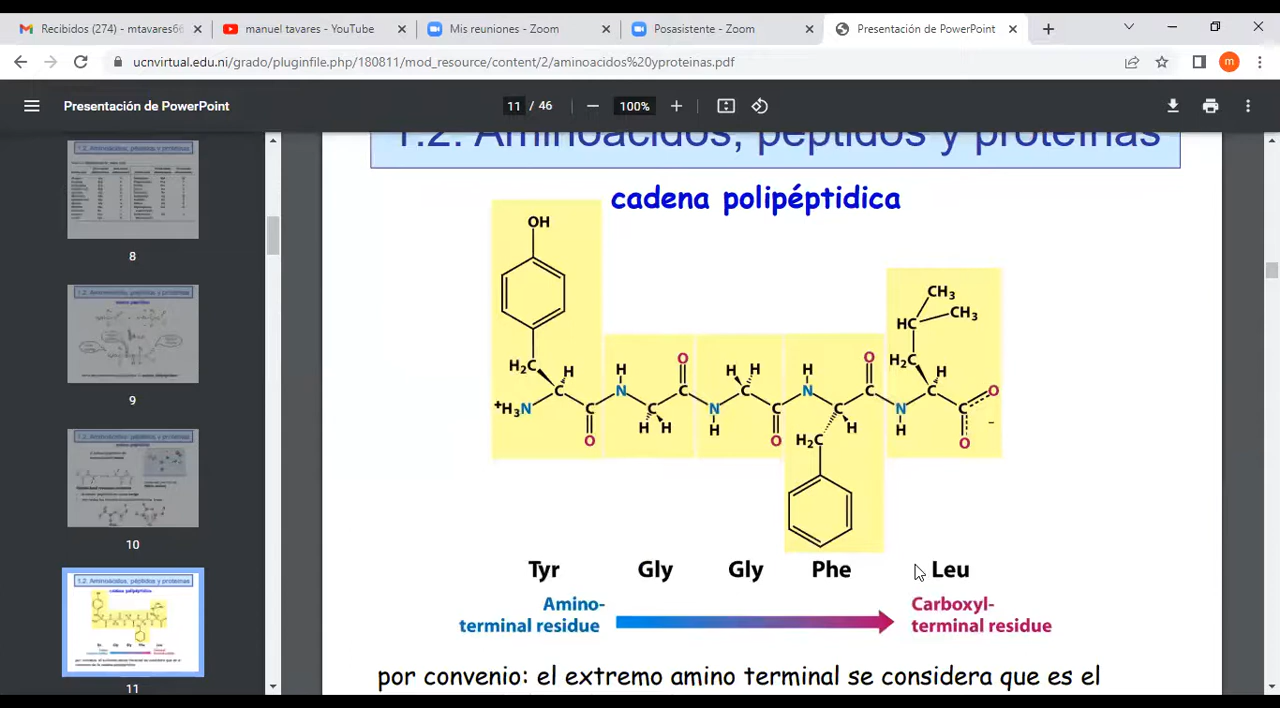 Recibidos (274) - mtavares66
manuel tavares - YouTube
Mis reuniones - Zoom
Posasistente - Zoom
Presentación de PowerPoint
ucnvirtual.edu.ni/grado/pluginfile.php/180811/mod_resource/content/2/aminoacidos%20yproteinas.pdf
m
Presentación de PowerPoint
11 / 46
100%
8
9
10
11
1.2. Aminoácidos, péptidos y proteínas
cadena polipéptidica
OH
CH3
CH3
HC
H2C H
H O H H H O H2C H
+H3N C N C C N C O
C H H N C H2C H N C
O H O H O
-
Tyr Gly Gly Phe Leu
Amino-
terminal residue
Carboxyl-
terminal residue
por convenio: el extremo amino terminal se considera que es el